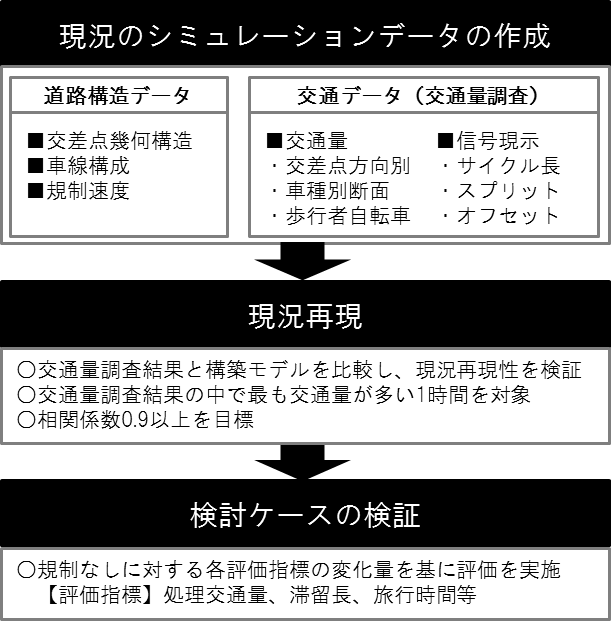 現況のシミュレーションデータの作成
道路構造データ
■交差点幾何構造
■車線構成
■規制速度
交通データ（交通量調査）
■交通量
・交差点方向別
・車種別断面
・歩行者自転車
■信号現示
・サイクル長
・スプリット
・オフセット
現況再現
〇交通量調査結果と構築モデルを比較し、現況再現性を検証
〇交通量調査結果の中で最も交通量が多い1時間を対象
〇相関係数0.9以上を目標
検討ケースの検証
〇規制なしに対する各評価指標の変化量を基に評価を実施
【評価指標】処理交通量、滞留長、旅行時間等